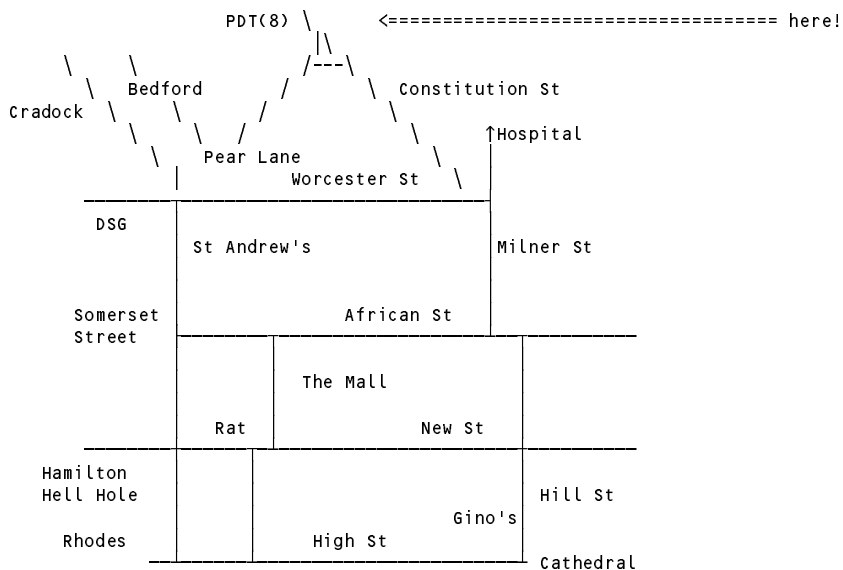 PDT(8) <==================================== here!
Bedford Constitution St
Cradock
↑Hospital
Pear Lane
Worcester St
DSG
St Andrew's Milner St
Somerset African St
Street
The Mall
Rat New St
Hamilton
Hell Hole Hill St
Gino's
Rhodes High St
Cathedral